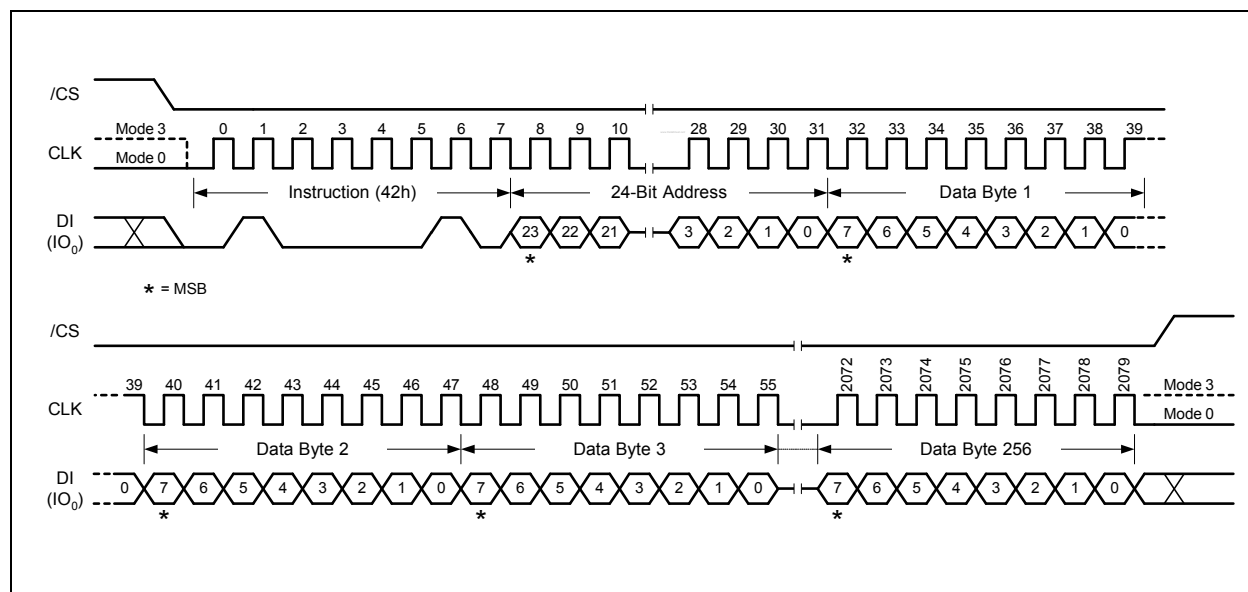 /CS
Mode 3 0 1 2 3 4 5 6 7 8 9 10 28 29 30 31 32 33 34 35 36 37 38 39
CLK
Mode 0
Instruction (42h) 24-Bit Address Data Byte 1
DI
(IO0) 23 22 21 3 2 1 0 7 6 5 4 3 2 1 0
* *
* = MSB
/CS
39 40 41 42 43 44 45 46 47 48 49 50 51 52 53 54 55 2072 2073 2074 2075 2076 2077 2078 2079 Mode 3
CLK
Mode 0
Data Byte 2 Data Byte 3 Data Byte 256
DI
(IO0) 0 7 6 5 4 3 2 1 0 7 6 5 4 3 2 1 0 7 6 5 4 3 2 1 0
* * *